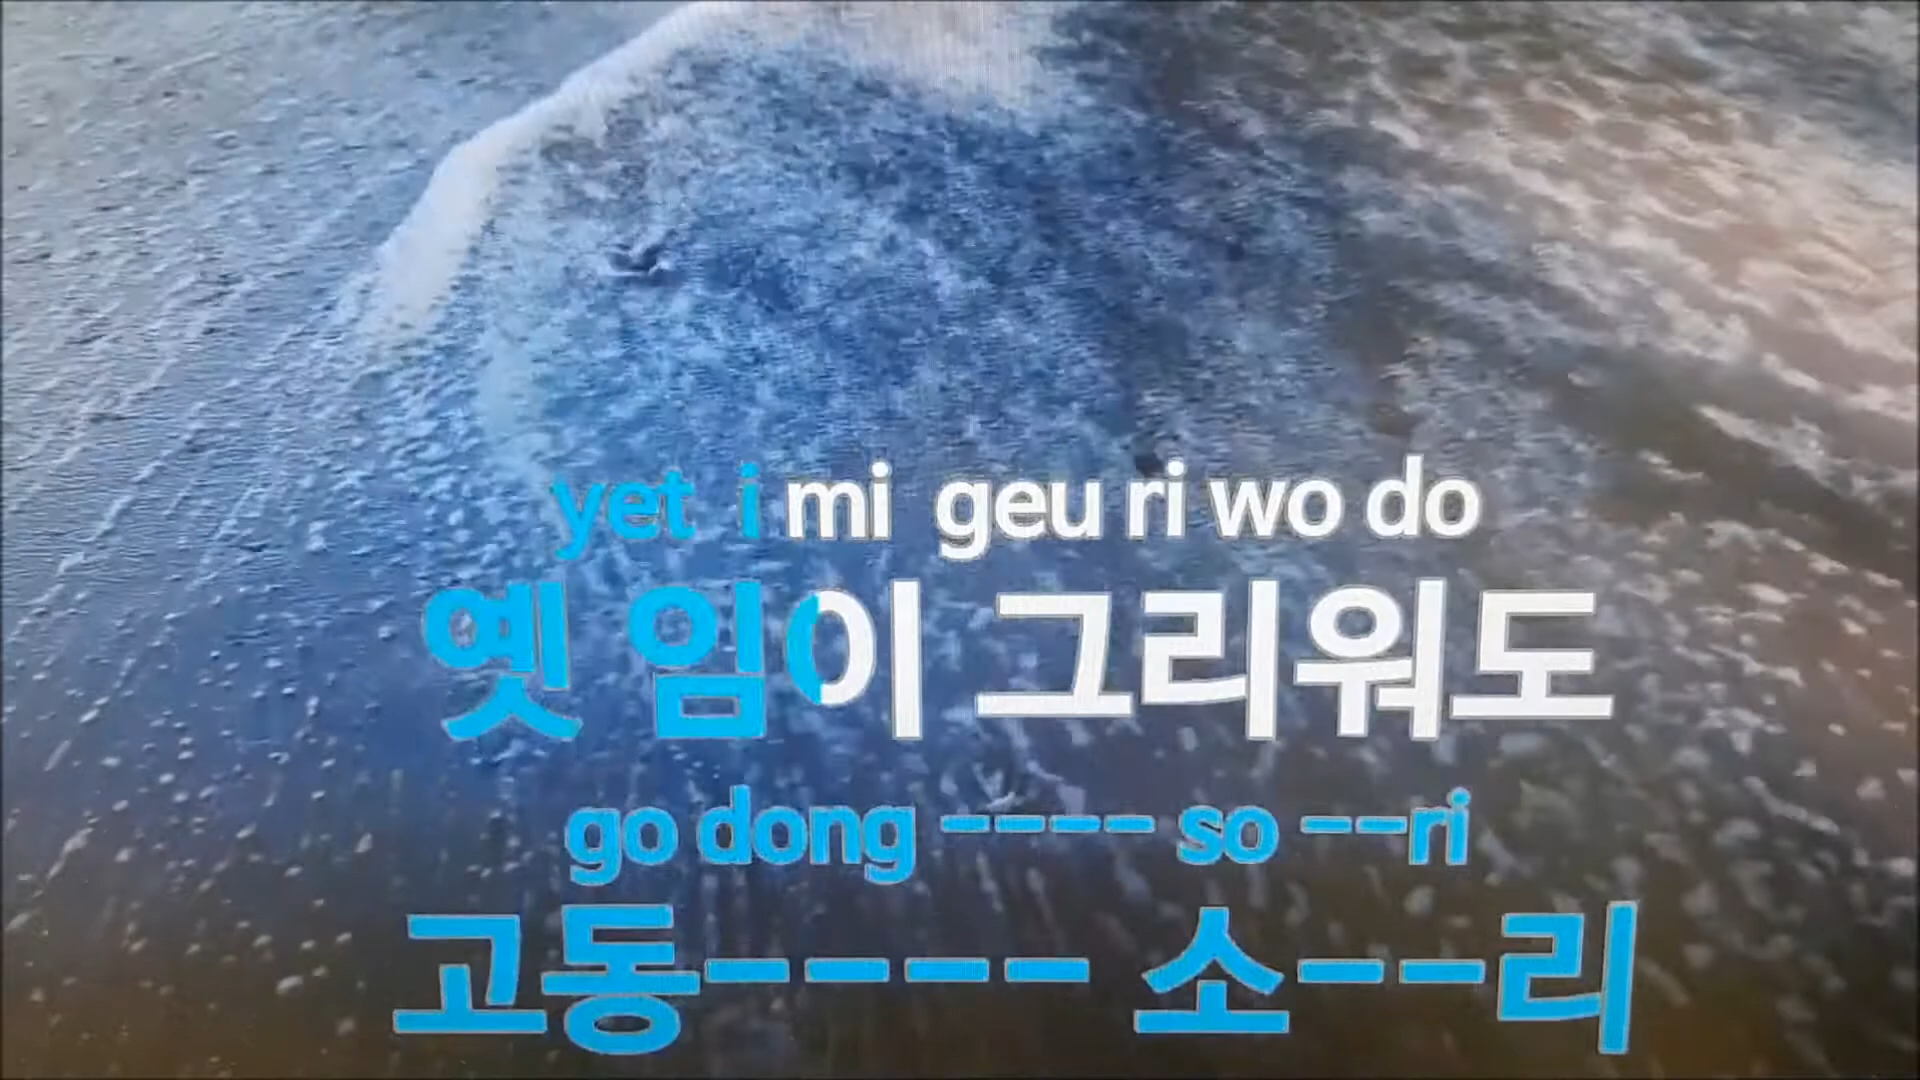 yet i mi geu ri wo do
옛 임이 그리워도
go dong ---- so --ri
고동---- 소--리